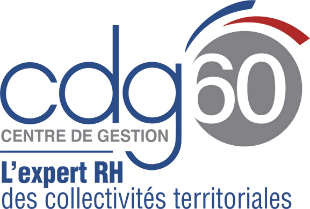 cdg60
CENTRE DE GESTION
L'expert RH
des collectivités territoriales